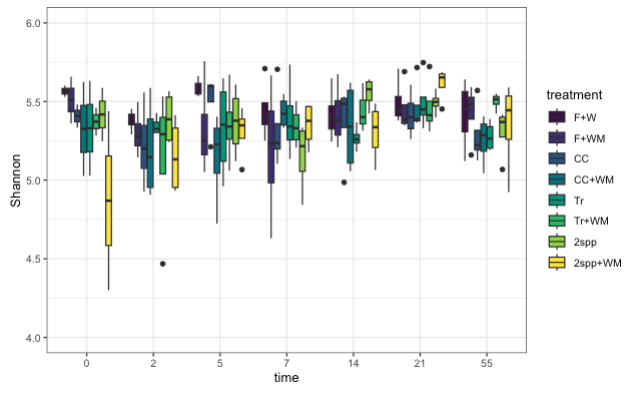 6.0
5.5
5.0
4.5
4.0
Shannon
0
2
5
7
14
21
55
time
treatment
F+W
F+WM
CC
CC+WM
Tr
Tr+WM
2spp
2spp+WM